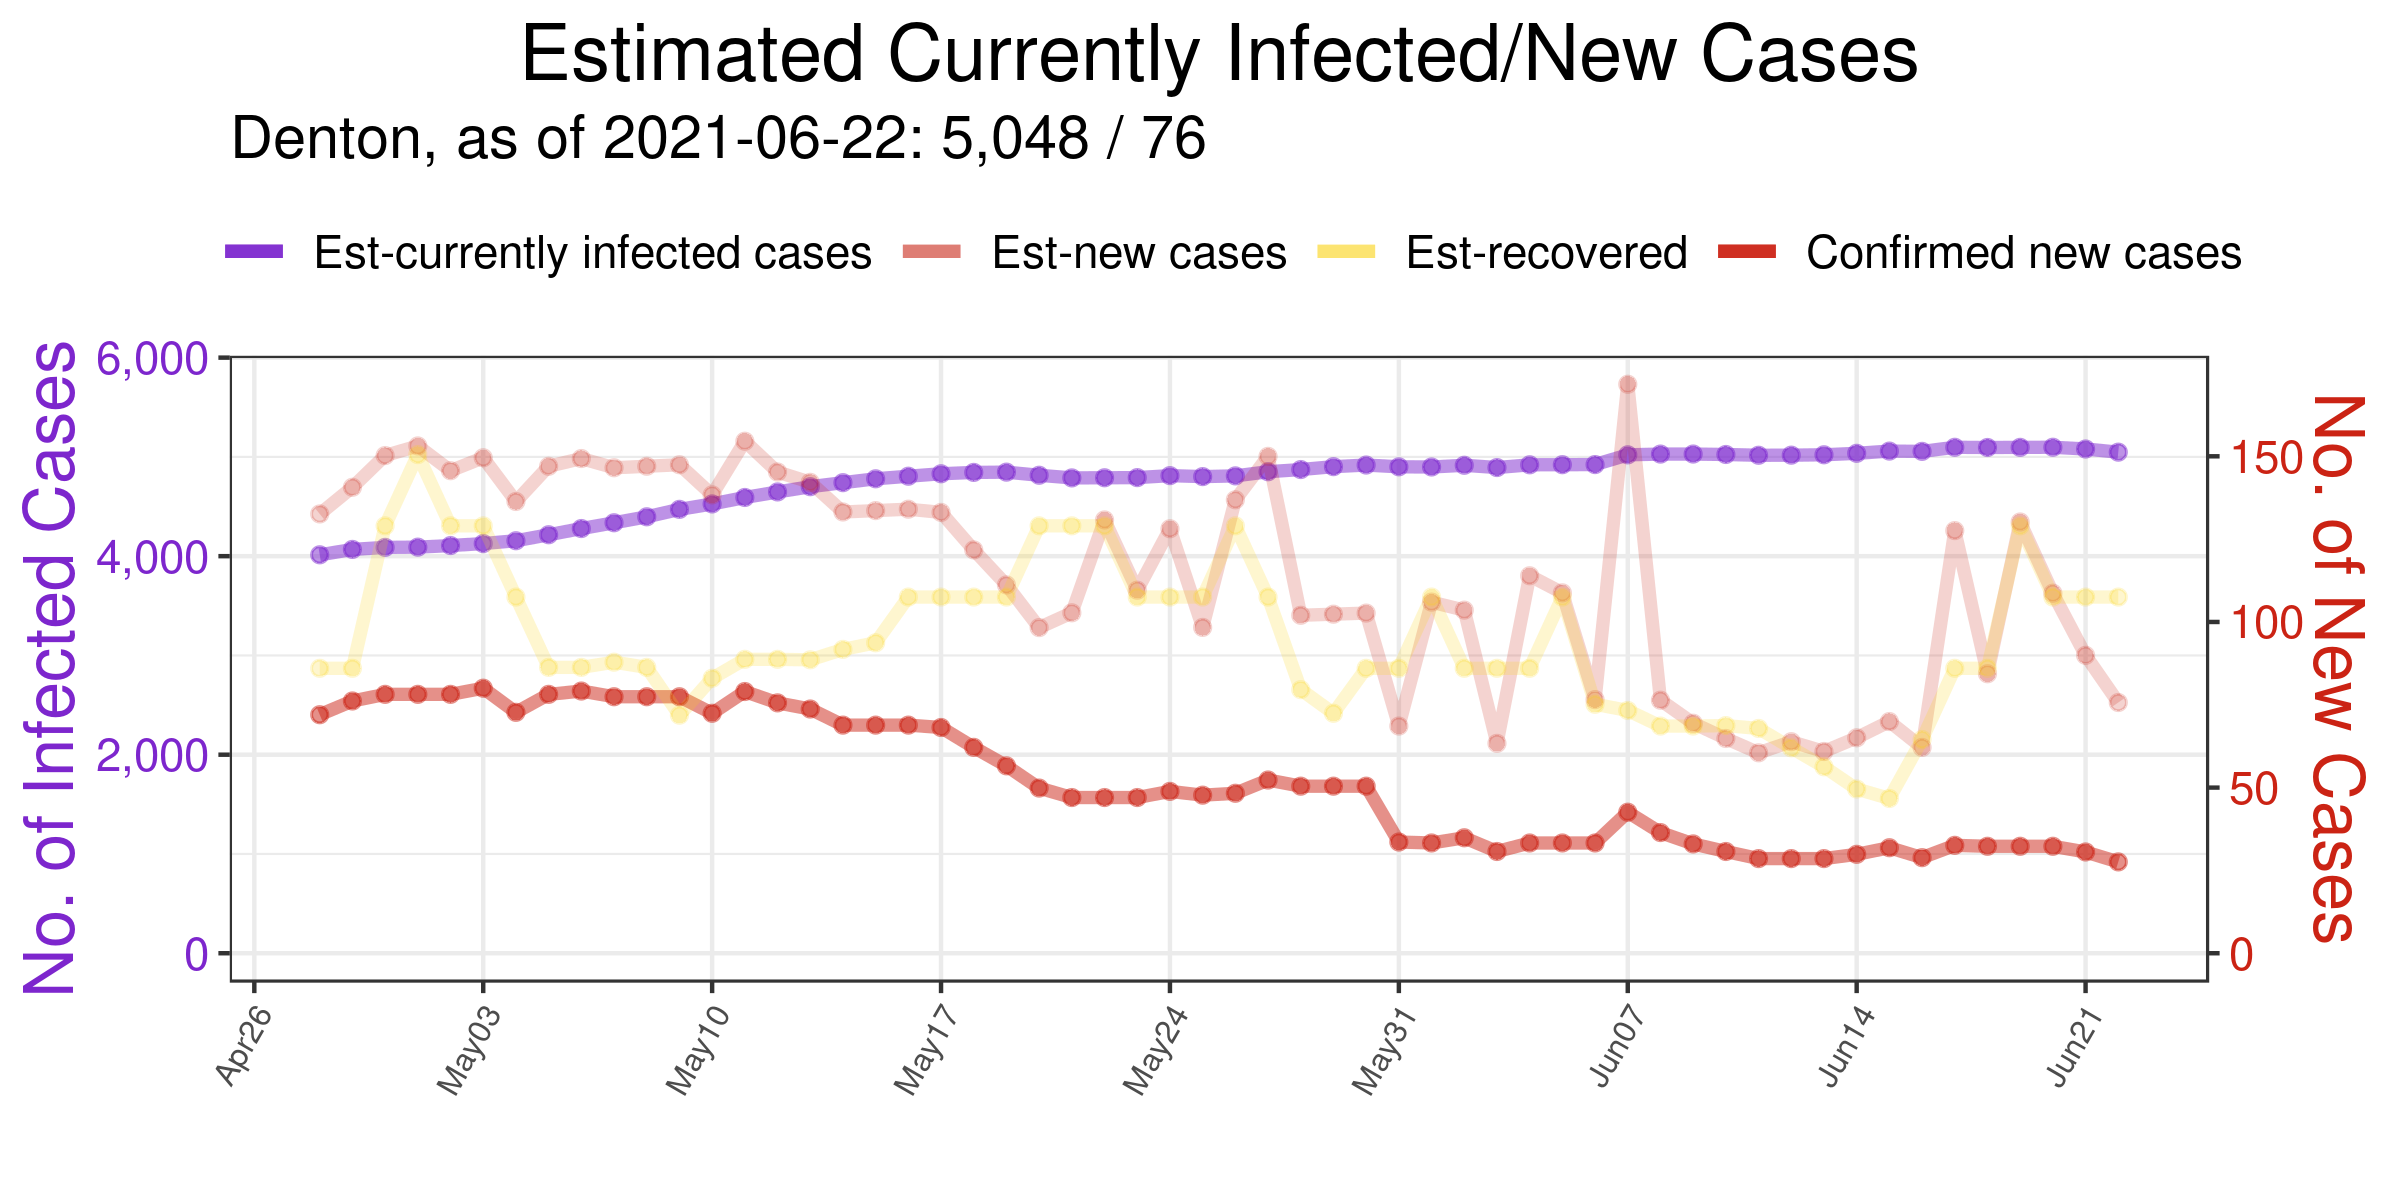 Estimated Currently Infected/New Cases
Denton, as of 2021-06-22: 5,048 / 76
Est-currently infected cases Est-new cases Est-recovered Confirmed new cases
No. of Infected Cases
6,000
4,000
2,000
0
150
100
50
0
No. of New Cases
Apr26 May03 May10 May17 May24 May31 Jun07 Jun14 Jun21